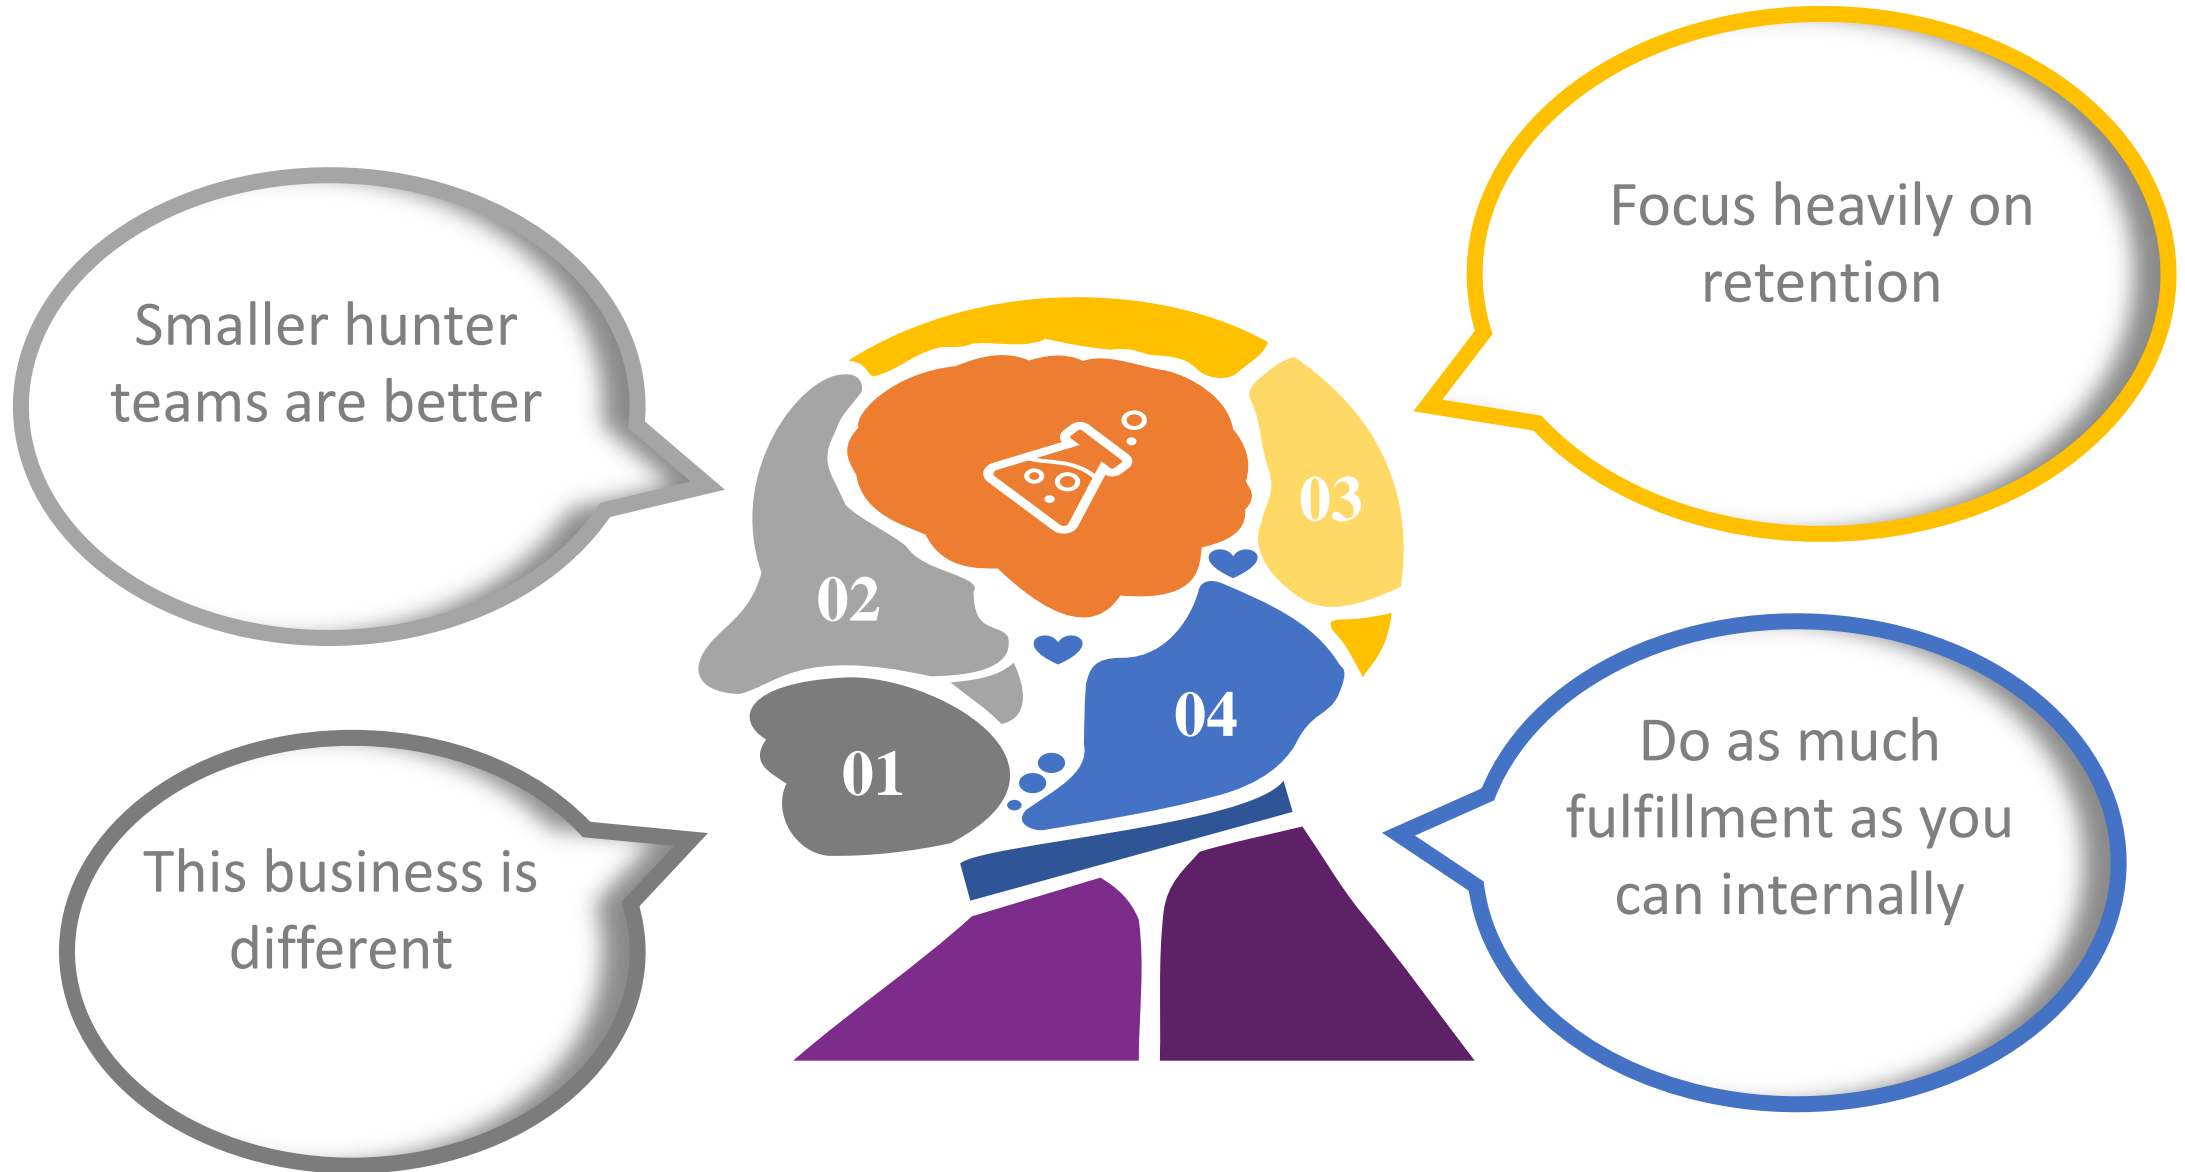 Smaller hunter
teams are better
Focus heavily on
retention
03
02
04
01
This business is
different
Do as much
fulfillment as you
can internally